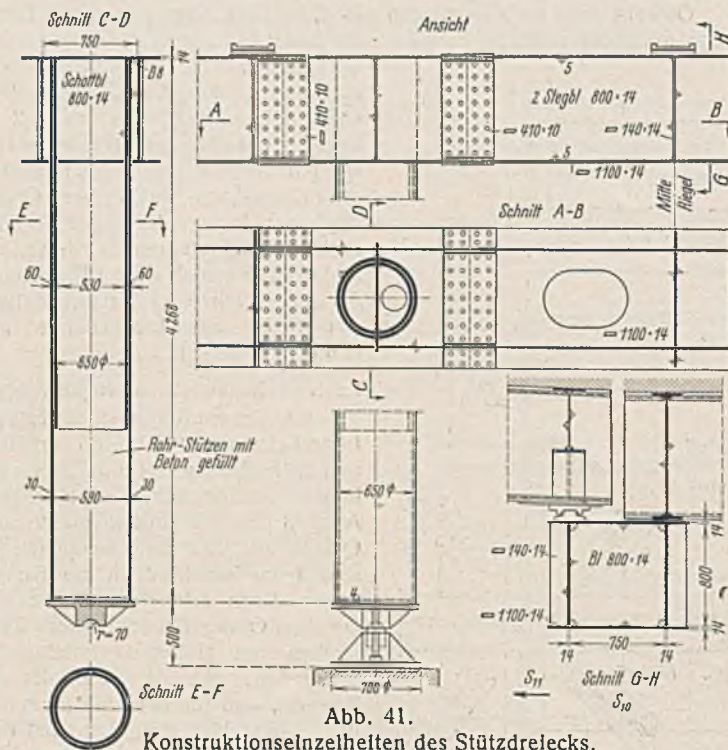 Schnitt C-D
750
14
Schottbl
800·14
B8
E
F
60
530
60
4268
650 ϕ
Rohr-Stützen mit
Beton gefüllt
30
590
30
500
r=70
Schnitt E-F
Ansicht
H
5
A
410·10
2 Stegbl 800·14
410·10
140·14
B
5
1100·14
G
D
Mitte
Riegel
Schnitt A-B
1100·14
C
650 ϕ
4
700 ϕ
140·14
Bl 800·14
1100·14
14
800
14
14
750
14
S₁₁
Schnitt G-H
S₁₀
Abb. 41.
Konstruktionseinzelheiten des Stützdreiecks.